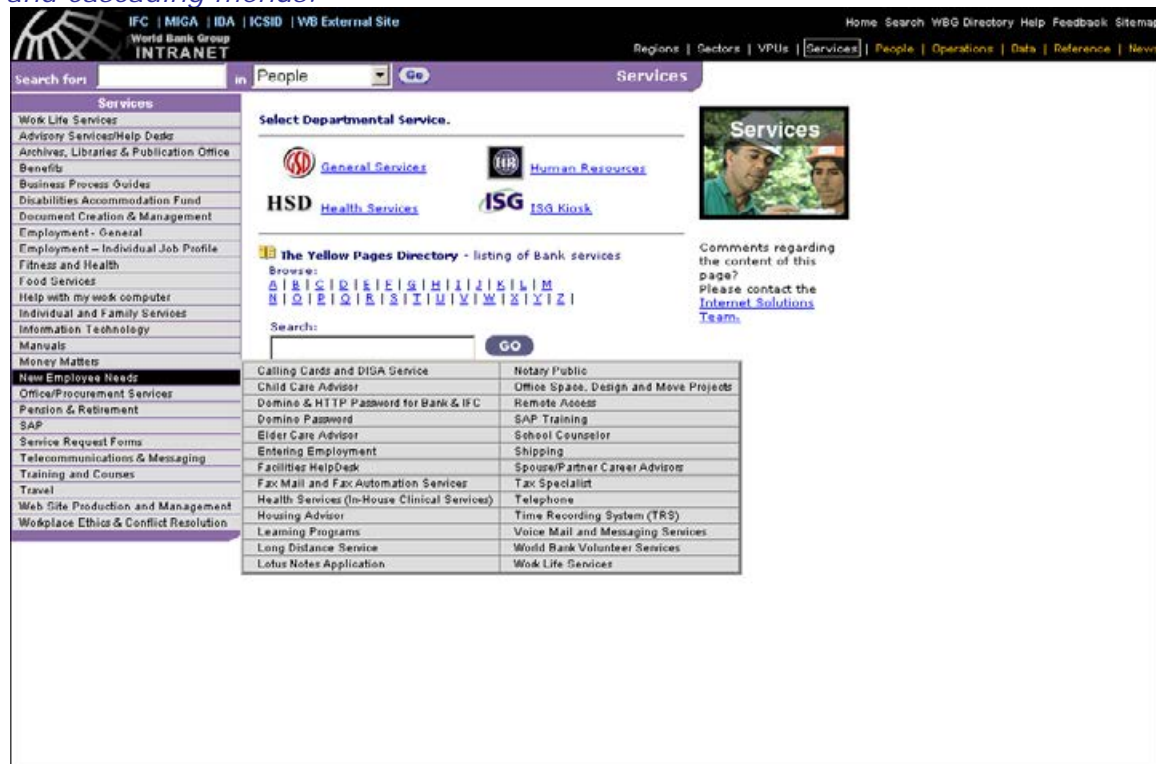 and cascading menus.
IFC | MIGA | IDA | ICSID | WB External Site
Home Search WBG Directory Help Feedback Sitemap
World Bank Group
INTRANET
Regions | Sectors | VPUs | Services | People | Operations | Data | Reference | News
Search for: in People Go Services
Services
Work Life Services
Advisory Services/Help Desks
Archives, Libraries & Publication Office
Benefits
Business Process Guides
Disabilities Accommodation Fund
Document Creation & Management
Employment - General
Employment – Individual Job Profile
Fitness and Health
Food Services
Help with my work computer
Individual and Family Services
Information Technology
Manuals
Money Matters
New Employee Needs
Office/Procurement Services
Pension & Retirement
SAP
Service Request Forms
Telecommunications & Messaging
Training and Courses
Travel
Web Site Production and Management
Workplace Ethics & Conflict Resolution
Select Departmental Service.
GSD General Services
HR Human Resources
HSD Health Services
ISG ISG Kiosk
The Yellow Pages Directory - listing of Bank services
Browse:
A | B | C | D | E | F | G | H | I | J | K | L | M
N | O | P | Q | R | S | T | U | V | W | X | Y | Z |
Search:
GO
Calling Cards and DISA Service
Child Care Advisor
Domino & HTTP Password for Bank & IFC
Domino Password
Elder Care Advisor
Entering Employment
Facilities HelpDesk
Fax Mail and Fax Automation Services
Health Services (In-House Clinical Services)
Housing Advisor
Learning Programs
Long Distance Service
Lotus Notes Application
Notary Public
Office Space, Design and Move Projects
Remote Access
SAP Training
School Counselor
Shipping
Spouse/Partner Career Advisors
Tax Specialist
Telephone
Time Recording System (TRS)
Voice Mail and Messaging Services
World Bank Volunteer Services
Work Life Services
Services
Comments regarding
the content of this
page?
Please contact the
Internet Solutions
Team.